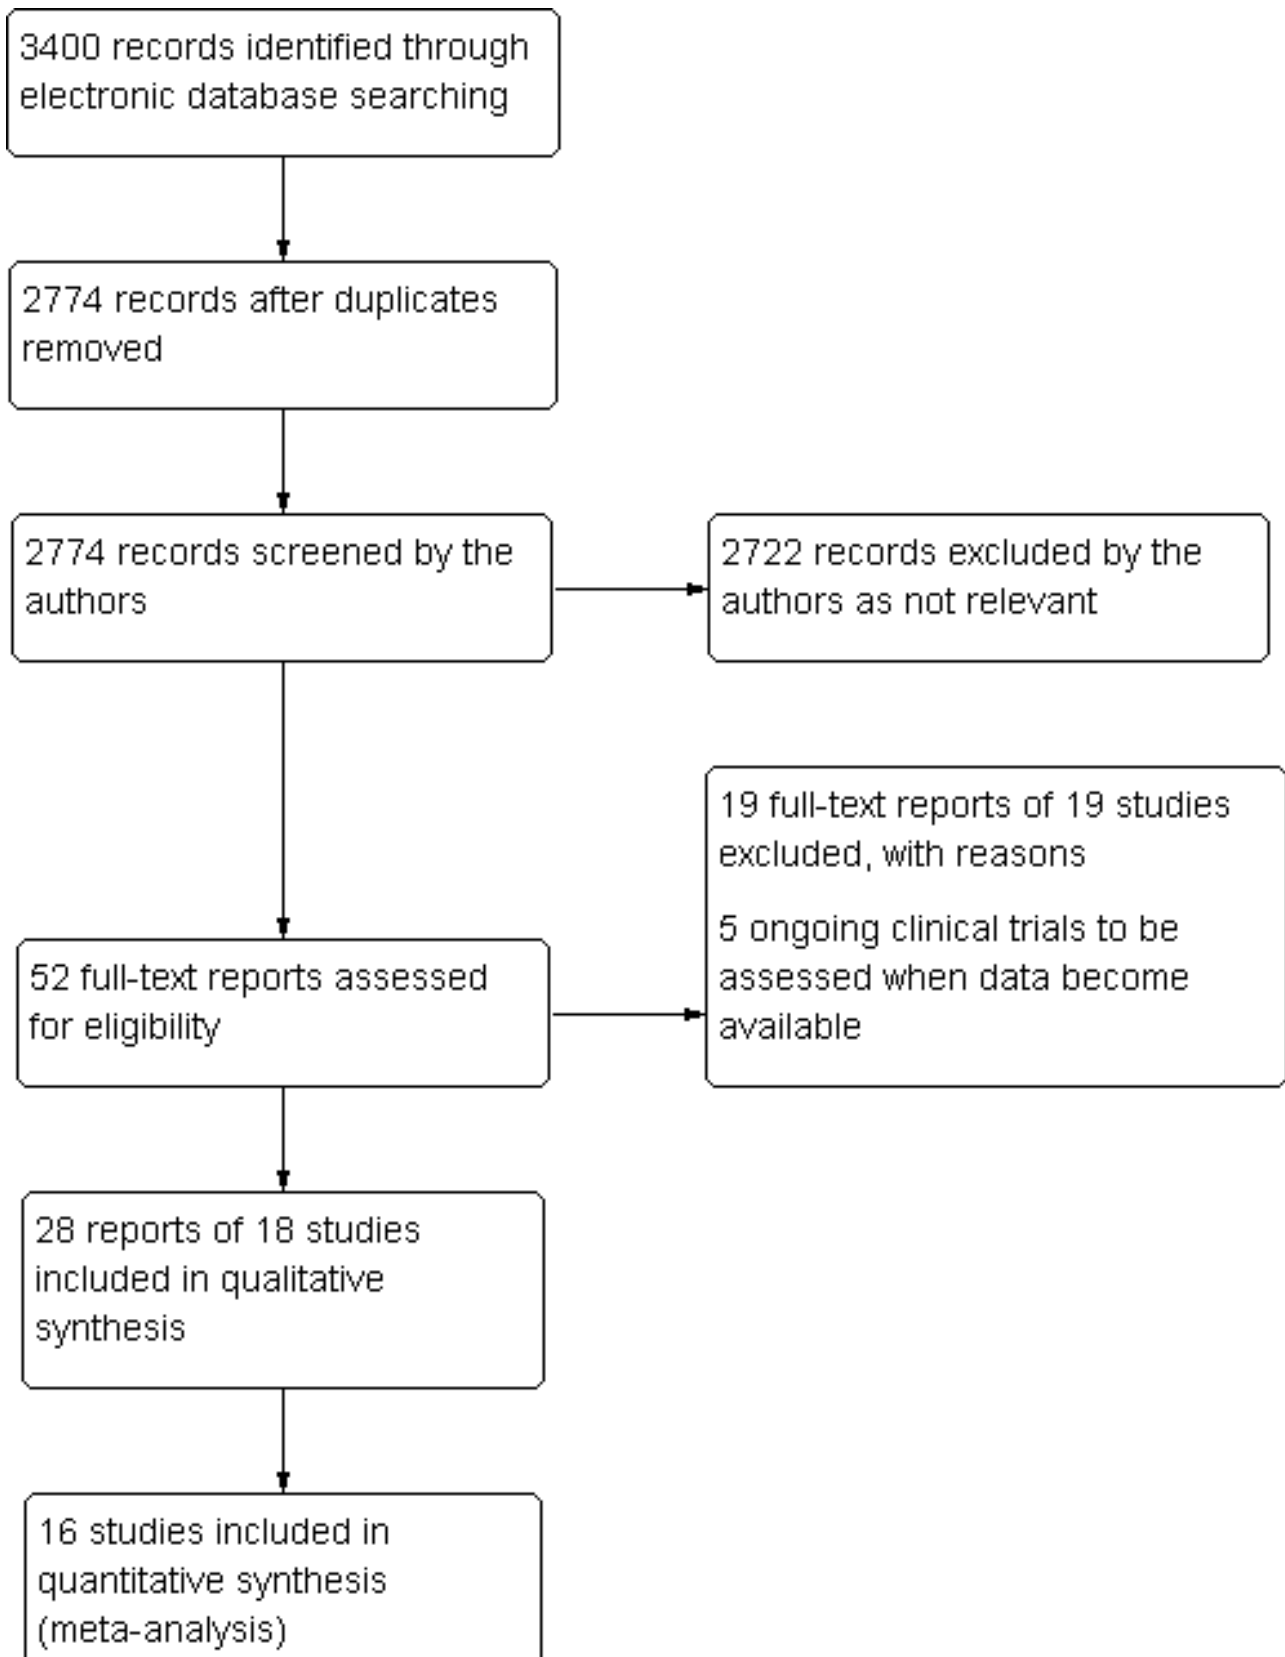 3400 records identified through
electronic database searching
2774 records after duplicates
removed
2774 records screened by the
authors
2722 records excluded by the
authors as not relevant
19 full-text reports of 19 studies
excluded, with reasons
5 ongoing clinical trials to be
assessed when data become
available
52 full-text reports assessed
for eligibility
28 reports of 18 studies
included in qualitative
synthesis
16 studies included in
quantitative synthesis
(meta-analysis)